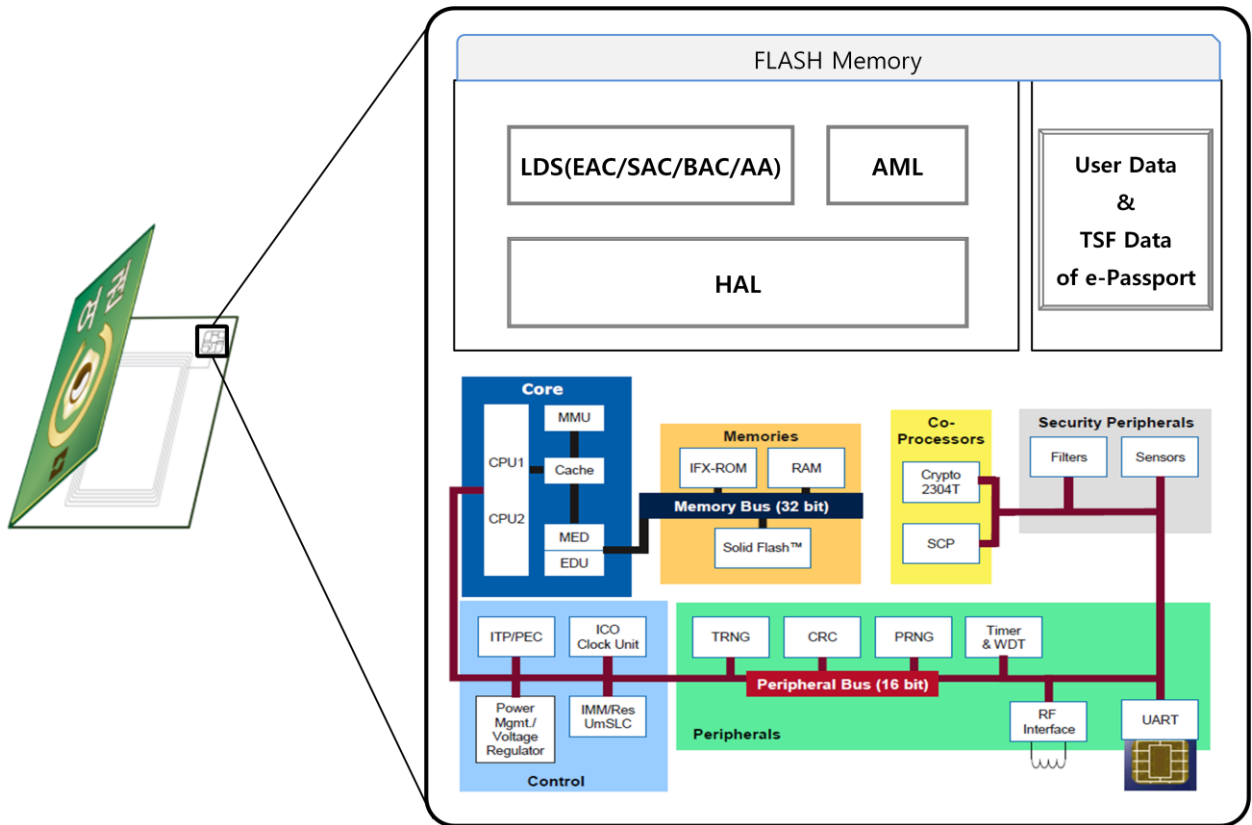 FLASH Memory
LDS(EAC/SAC/BAC/AA)
AML
HAL
User Data
&
TSF Data
of e-Passport
Core
CPU1
CPU2
MMU
Cache
MED
EDU
Memories
IFX-ROM
RAM
Memory Bus (32 bit)
Solid Flash™
Co-
Processors
Crypto
2304T
SCP
Security Peripherals
Filters
Sensors
ITP/PEC
ICO
Clock Unit
Power
Mgmt./
Voltage
Regulator
IMM/Res
UmSLC
Control
TRNG
CRC
PRNG
Timer
& WDT
Peripheral Bus (16 bit)
RF
Interface
UART
Peripherals